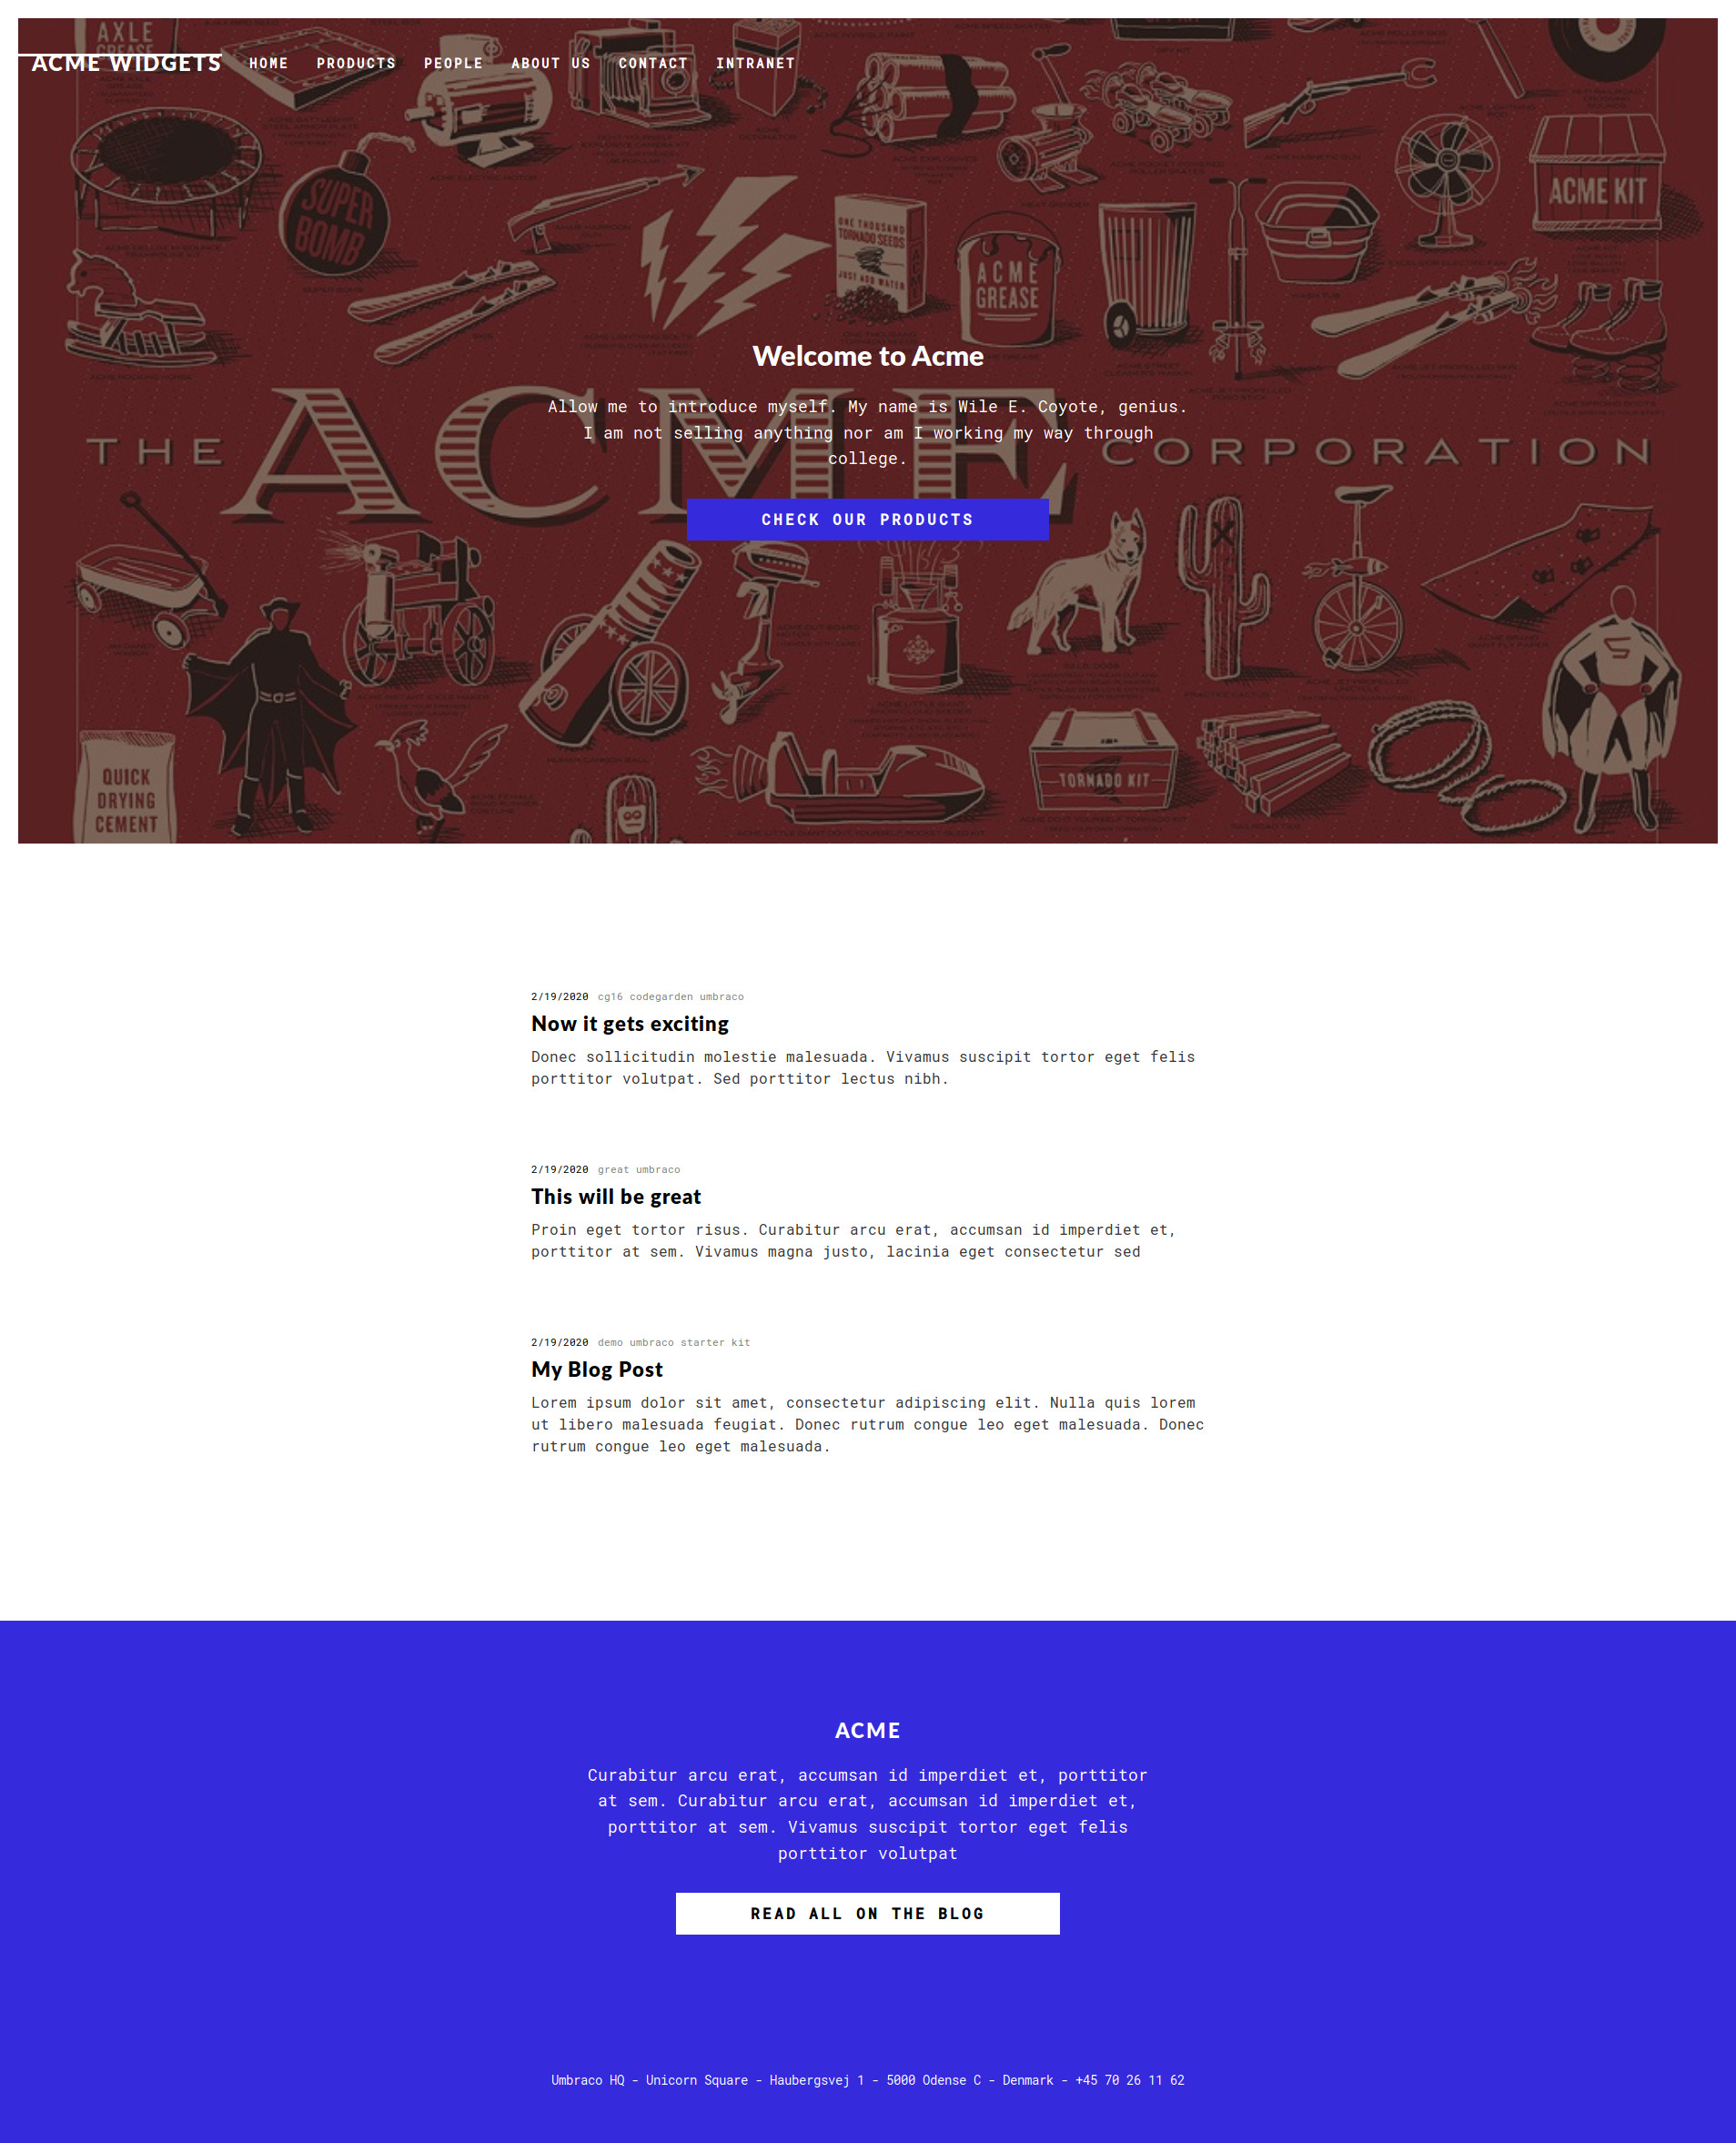 AXLE
GREASE
ACME WIDGETS
HOME
PRODUCTS
PEOPLE
ABOUT US
CONTACT
INTRANET
SUPER
BOMB
ONE THOUSAND
TORNADO SEEDS
JUST ADD WATER
ACME
GREASE
ACME KIT
Welcome to Acme
Allow me to introduce myself. My name is Wile E. Coyote, genius.
I am not selling anything nor am I working my way through
college.
THE ACME CORPORATION
CHECK OUR PRODUCTS
QUICK
DRYING
CEMENT
TORNADO KIT
2/19/2020 cg16 codegarden umbraco
Now it gets exciting
Donec sollicitudin molestie malesuada. Vivamus suscipit tortor eget felis
porttitor volutpat. Sed porttitor lectus nibh.
2/19/2020 great umbraco
This will be great
Proin eget tortor risus. Curabitur arcu erat, accumsan id imperdiet et,
porttitor at sem. Vivamus magna justo, lacinia eget consectetur sed
2/19/2020 demo umbraco starter kit
My Blog Post
Lorem ipsum dolor sit amet, consectetur adipiscing elit. Nulla quis lorem
ut libero malesuada feugiat. Donec rutrum congue leo eget malesuada. Donec
rutrum congue leo eget malesuada.
ACME
Curabitur arcu erat, accumsan id imperdiet et, porttitor
at sem. Curabitur arcu erat, accumsan id imperdiet et,
porttitor at sem. Vivamus suscipit tortor eget felis
porttitor volutpat
READ ALL ON THE BLOG
Umbraco HQ - Unicorn Square - Haubergsvej 1 - 5000 Odense C - Denmark - +45 70 26 11 62